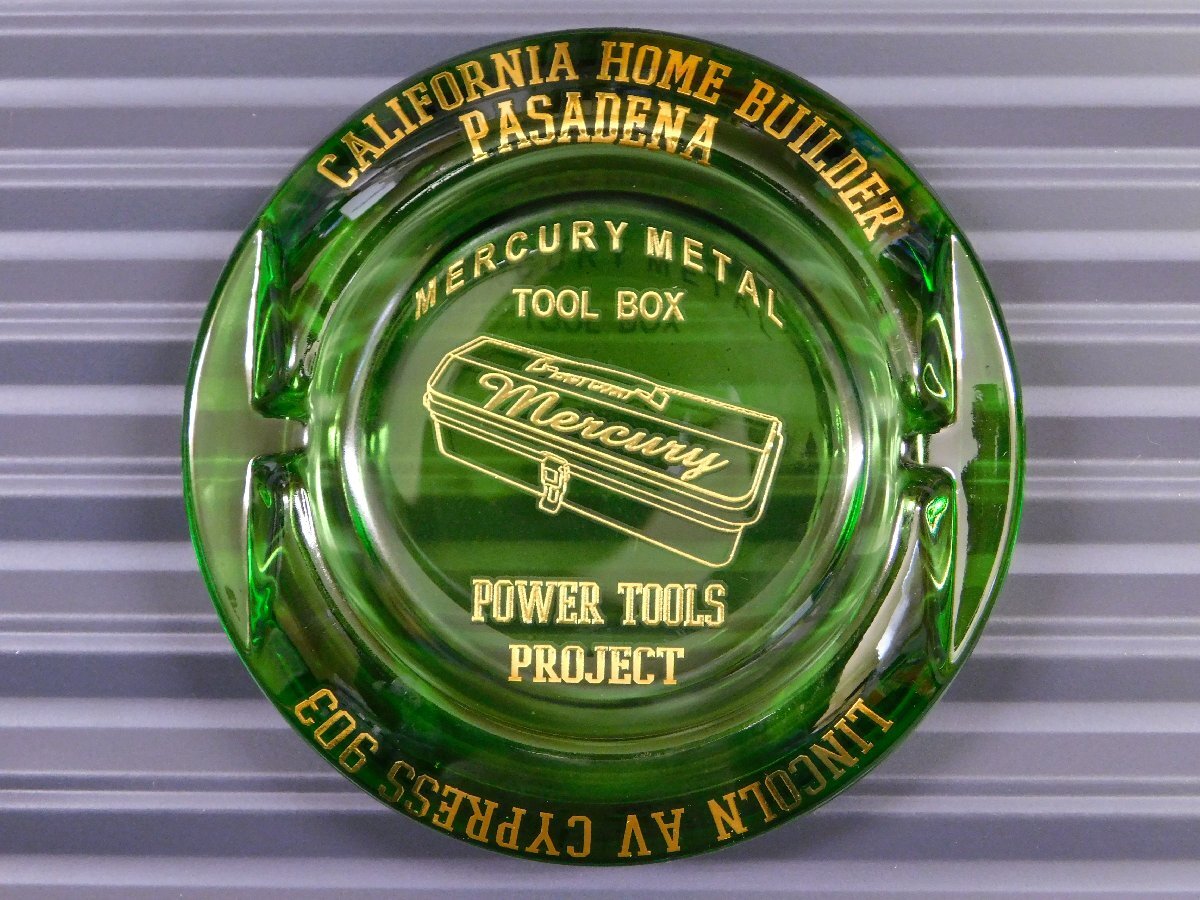 CALIFORNIA HOME BUILDER
PASADENA
MERCURY METAL
TOOL BOX
Mercury
POWER TOOLS
PROJECT
LINCOLN AV CYPRESS 903